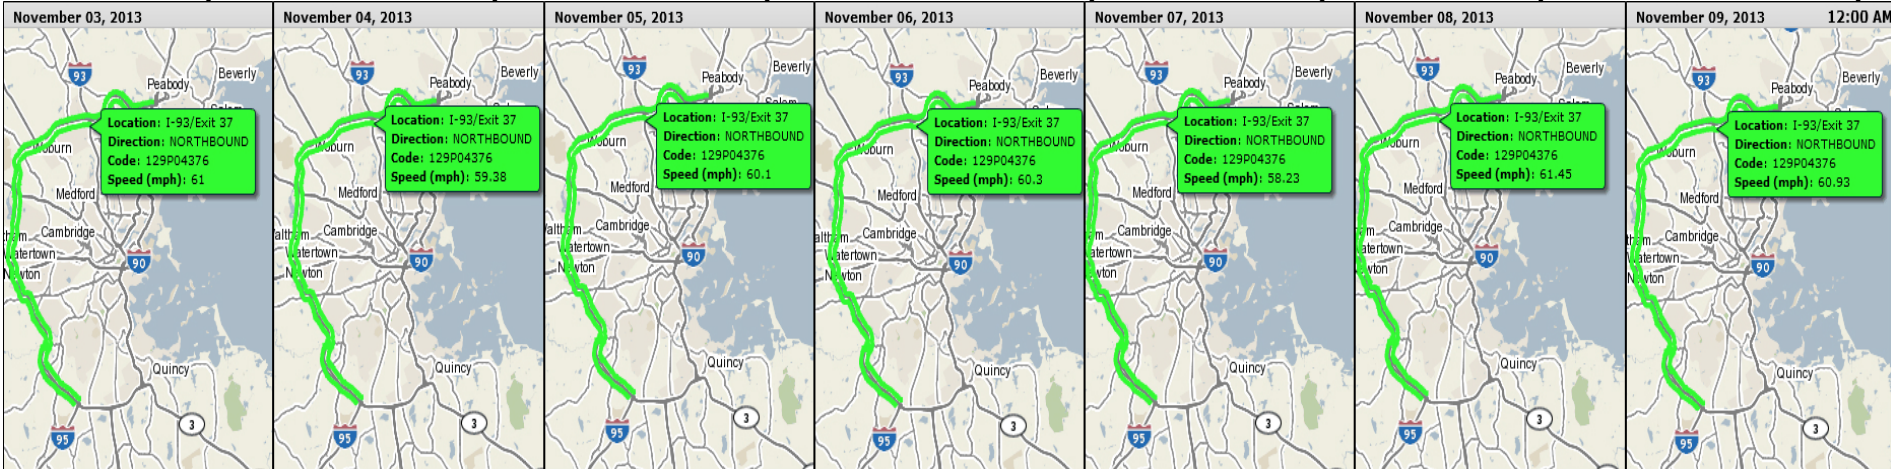 November 03, 2013
93
Peabody
Beverly
Location: I-93/Exit 37
Direction: NORTHBOUND
Code: 129P04376
Speed (mph): 61
Medford
Cambridge
Watertown
Newton
90
Quincy
3
95
November 04, 2013
93
Peabody
Beverly
Location: I-93/Exit 37
Direction: NORTHBOUND
Code: 129P04376
Speed (mph): 59.38
Woburn
Medford
Cambridge
90
Quincy
3
95
November 05, 2013
93
Peabody
Beverly
Location: I-93/Exit 37
Direction: NORTHBOUND
Code: 129P04376
Speed (mph): 60.1
Medford
Cambridge
90
Quincy
3
95
November 06, 2013
93
Peabody
Beverly
Location: I-93/Exit 37
Direction: NORTHBOUND
Code: 129P04376
Speed (mph): 60.3
Medford
Cambridge
90
Quincy
3
95
November 07, 2013
93
Peabody
Beverly
Location: I-93/Exit 37
Direction: NORTHBOUND
Code: 129P04376
Speed (mph): 58.23
Medford
Cambridge
90
Quincy
3
95
November 08, 2013
93
Peabody
Beverly
Location: I-93/Exit 37
Direction: NORTHBOUND
Code: 129P04376
Speed (mph): 61.45
Medford
Cambridge
90
Quincy
3
95
November 09, 2013 12:00 AM
93
Peabody
Beverly
Location: I-93/Exit 37
Direction: NORTHBOUND
Code: 129P04376
Speed (mph): 60.93
Medford
Cambridge
Watertown
Newton
90
Quincy
3
95